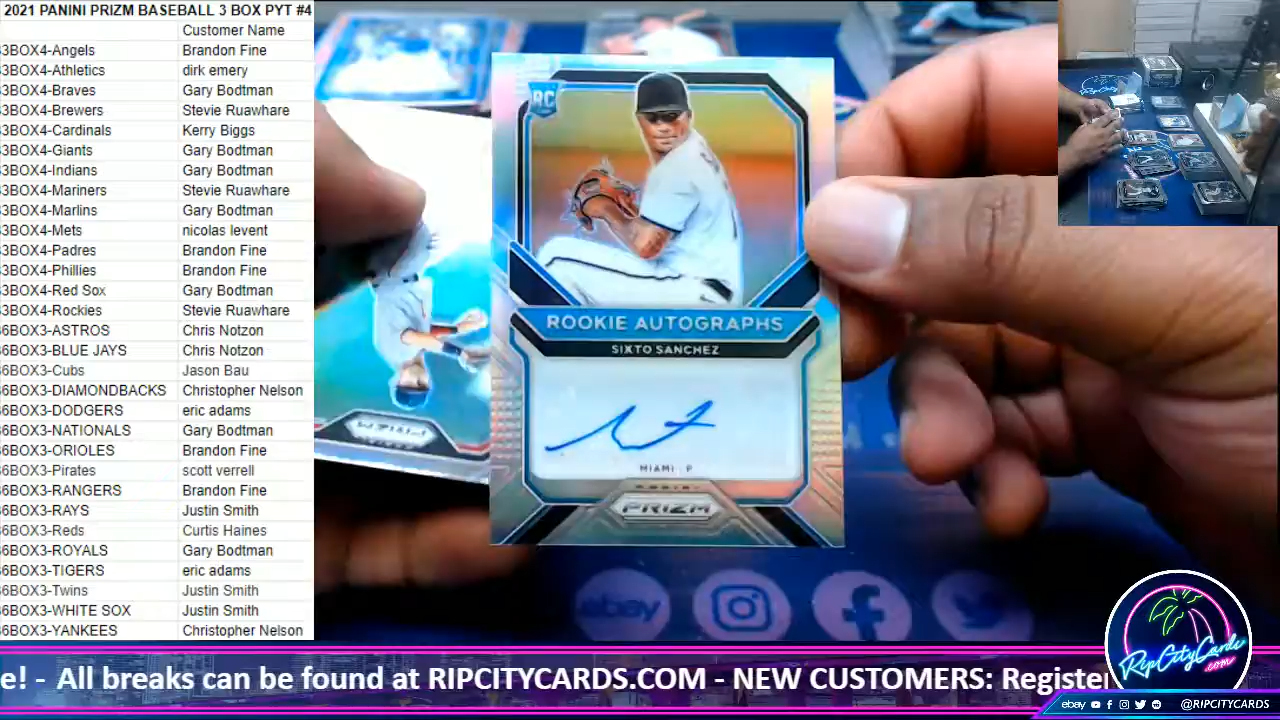 2021 PANINI PRIZM BASEBALL 3 BOX PYT #4
Customer Name
3BOX4-Angels Brandon Fine
3BOX4-Athletics dirk emery
3BOX4-Braves Gary Bodtman
3BOX4-Brewers Stevie Ruawhare
3BOX4-Cardinals Kerry Biggs
3BOX4-Giants Gary Bodtman
3BOX4-Indians Gary Bodtman
3BOX4-Mariners Stevie Ruawhare
3BOX4-Marlins Gary Bodtman
3BOX4-Mets nicolas levent
3BOX4-Padres Brandon Fine
3BOX4-Phillies Brandon Fine
3BOX4-Red Sox Gary Bodtman
3BOX4-Rockies Stevie Ruawhare
6BOX3-ASTROS Chris Notzon
6BOX3-BLUE JAYS Chris Notzon
6BOX3-Cubs Jason Bau
6BOX3-DIAMONDBACKS Christopher Nelson
6BOX3-DODGERS eric adams
6BOX3-NATIONALS Gary Bodtman
6BOX3-ORIOLES Brandon Fine
6BOX3-Pirates scott verrell
6BOX3-RANGERS Brandon Fine
6BOX3-RAYS Justin Smith
6BOX3-Reds Curtis Haines
6BOX3-ROYALS Gary Bodtman
6BOX3-TIGERS eric adams
6BOX3-Twins Justin Smith
6BOX3-WHITE SOX Justin Smith
6BOX3-YANKEES Christopher Nelson
RC
ROOKIE AUTOGRAPHS
SIXTO SANCHEZ
MIAMI - P
PANINI
PRIZM
PRIZM
ebay
RipCityCards
.com
e! - All breaks can be found at RIPCITYCARDS.COM - NEW CUSTOMERS: Register
ebay @RIPCITYCARDS